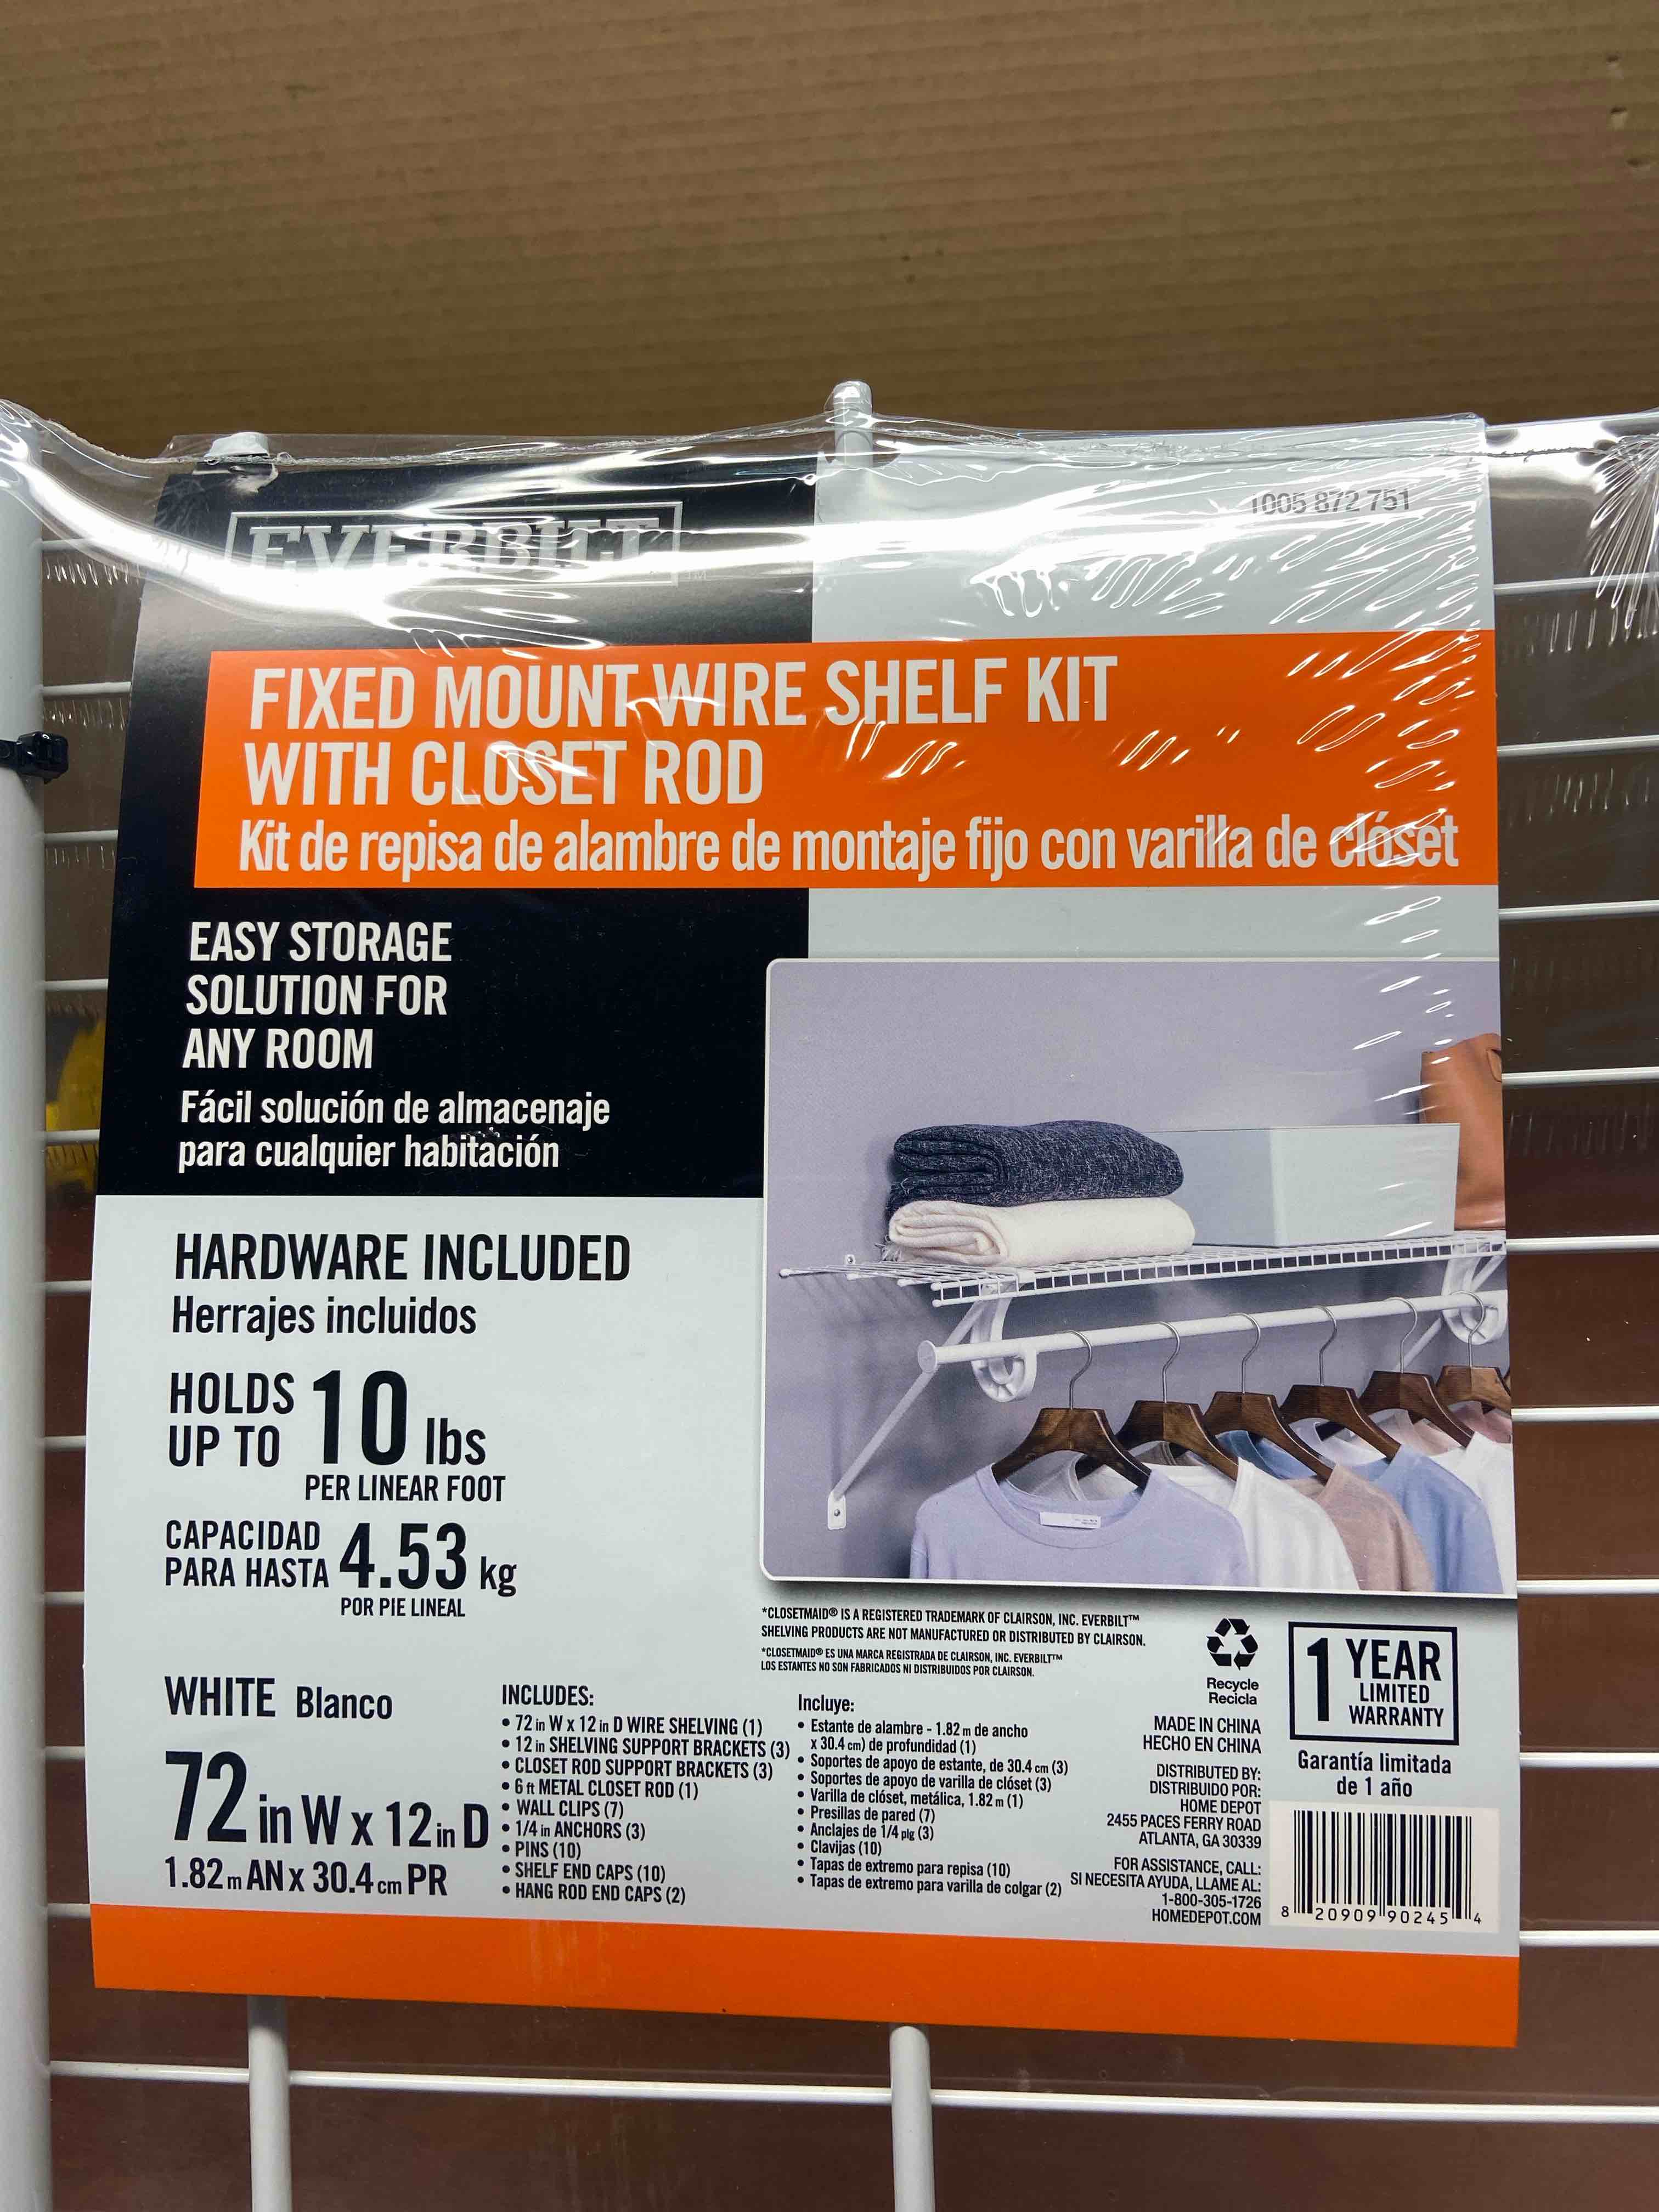 EVERBILT
1005 872 751
FIXED MOUNT WIRE SHELF KIT
WITH CLOSET ROD
Kit de repisa de alambre de montaje fijo con varilla de clóset
EASY STORAGE
SOLUTION FOR
ANY ROOM
Fácil solución de almacenaje
para cualquier habitación
HARDWARE INCLUDED
Herrajes incluidos
HOLDS
UP TO 10 lbs
PER LINEAR FOOT
CAPACIDAD
PARA HASTA 4.53 kg
POR PIE LINEAL
*CLOSETMAID® IS A REGISTERED TRADEMARK OF CLAIRSON, INC. EVERBILT™
SHELVING PRODUCTS ARE NOT MANUFACTURED OR DISTRIBUTED BY CLAIRSON.
*CLOSETMAID® ES UNA MARCA REGISTRADA DE CLAIRSON, INC. EVERBILT™
LOS ESTANTES NO SON FABRICADOS NI DISTRIBUIDOS POR CLAIRSON.
WHITE Blanco
72 in W x 12 in D
1.82 m AN x 30.4 cm PR
INCLUDES:
• 72 in W x 12 in D WIRE SHELVING (1)
• 12 in SHELVING SUPPORT BRACKETS (3)
• CLOSET ROD SUPPORT BRACKETS (3)
• 6 ft METAL CLOSET ROD (1)
• WALL CLIPS (7)
• 1/4 in ANCHORS (3)
• PINS (10)
• SHELF END CAPS (10)
• HANG ROD END CAPS (2)
Incluye:
• Estante de alambre - 1.82 m de ancho
x 30.4 cm) de profundidad (1)
• Soportes de apoyo de estante, de 30.4 cm (3)
• Soportes de apoyo de varilla de clóset (3)
• Varilla de clóset, metálica, 1.82 m (1)
• Presillas de pared (7)
• Anclajes de 1/4 plg (3)
• Clavijas (10)
• Tapas de extremo para repisa (10)
• Tapas de extremo para varilla de colgar (2)
Recycle
Recicla
MADE IN CHINA
HECHO EN CHINA
DISTRIBUTED BY:
DISTRIBUIDO POR:
HOME DEPOT
2455 PACES FERRY ROAD
ATLANTA, GA 30339
FOR ASSISTANCE, CALL:
SI NECESITA AYUDA, LLAME AL:
1-800-305-1726
HOMEDEPOT.COM
1 YEAR
LIMITED
WARRANTY
Garantía limitada
de 1 año
8 20909 90245 4